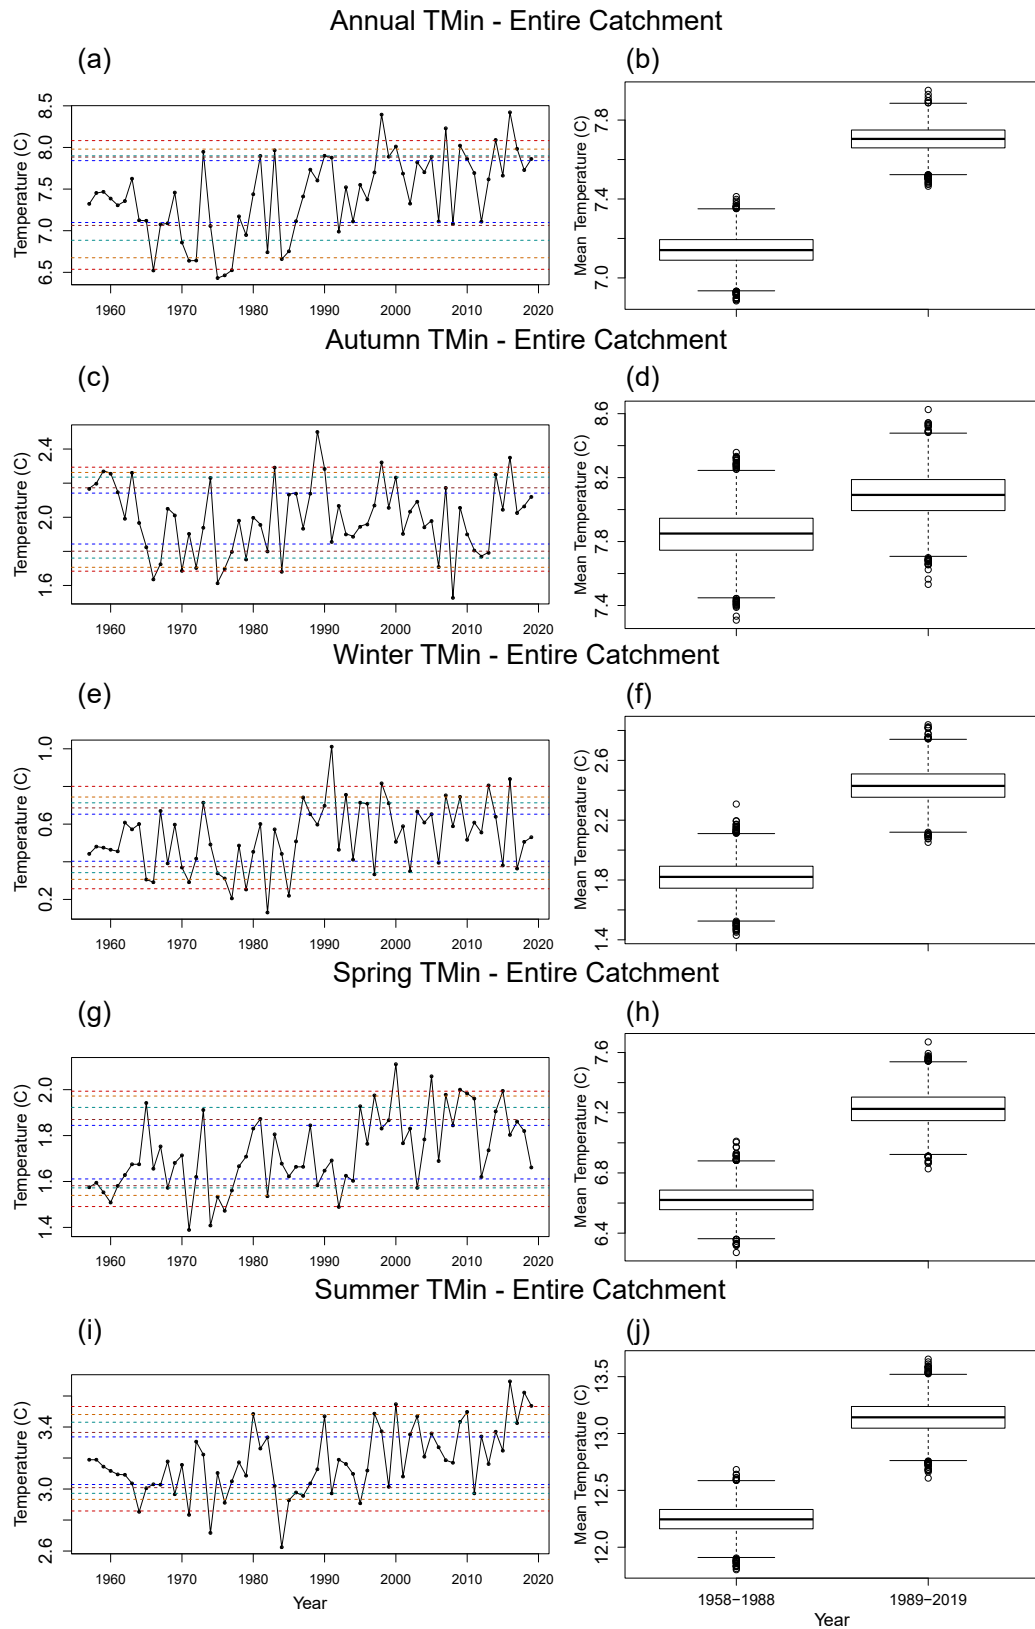 Annual TMin - Entire Catchment
(a)
(b)
Temperature (C)
8.5
8.0
7.5
7.0
6.5
1960 1970 1980 1990 2000 2010 2020
Mean Temperature (C)
7.8
7.4
7.0
Autumn TMin - Entire Catchment
(c)
(d)
Temperature (C)
2.4
2.0
1.6
1960 1970 1980 1990 2000 2010 2020
Mean Temperature (C)
8.6
8.2
7.8
7.4
Winter TMin - Entire Catchment
(e)
(f)
Temperature (C)
1.0
0.6
0.2
1960 1970 1980 1990 2000 2010 2020
Mean Temperature (C)
2.6
2.2
1.8
1.4
Spring TMin - Entire Catchment
(g)
(h)
Temperature (C)
2.0
1.8
1.6
1.4
1960 1970 1980 1990 2000 2010 2020
Mean Temperature (C)
7.6
7.2
6.8
6.4
Summer TMin - Entire Catchment
(i)
(j)
Temperature (C)
3.4
3.0
2.6
1960 1970 1980 1990 2000 2010 2020
Year
Mean Temperature (C)
13.5
13.0
12.5
12.0
1958−1988 1989−2019
Year